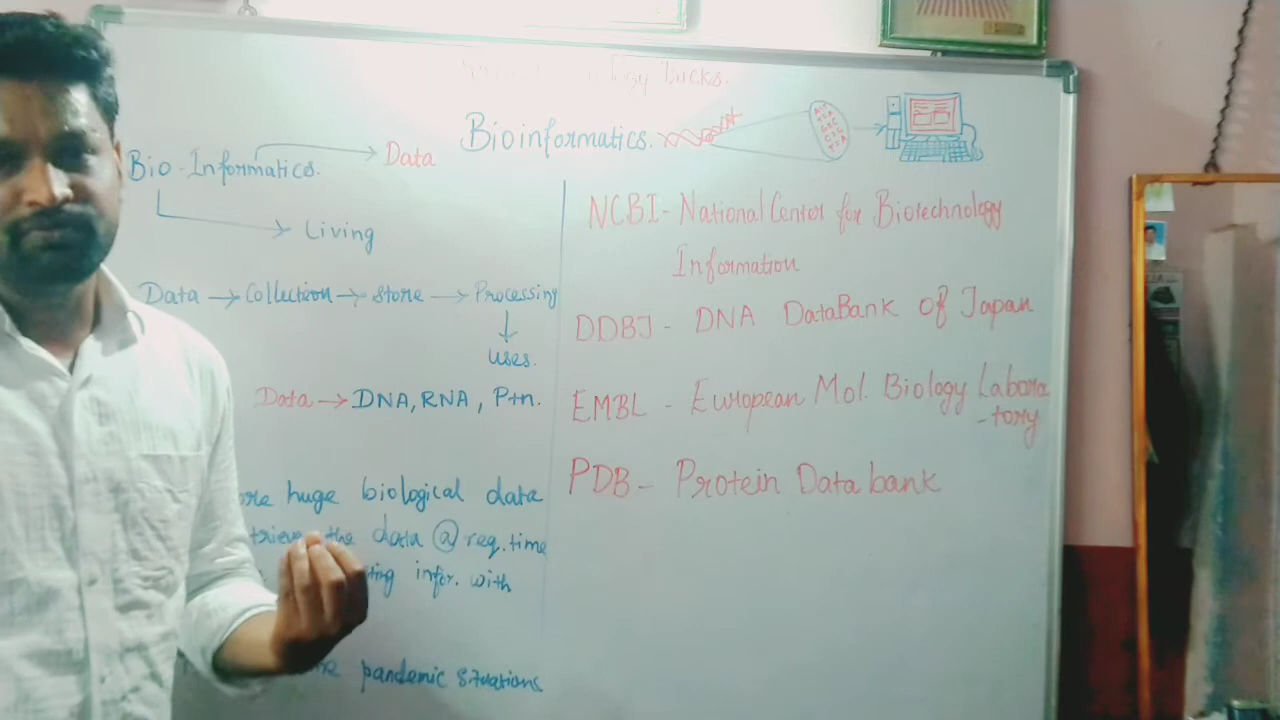 Bioinformatics.
Bio-Informatics. → Data
Living
Data → Collection → Store → Processing
uses.
Data → DNA, RNA, Ptn.
huge biological data
the data @ req. time
infor. with
pandemic situations
NCBI - National Center for Biotechnology
Information
DDBJ - DNA DataBank Of Japan
EMBL - European Mol. Biology Labora
-tory
PDB - Protein Databank